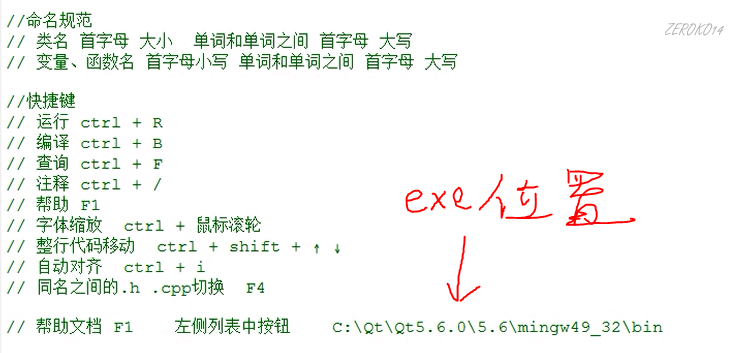 ZEROKO14
//命名规范
// 类名 首字母 大小 单词和单词之间 首字母 大写
// 变量、函数名 首字母小写 单词和单词之间 首字母 大写
//快捷键
// 运行 ctrl + R
// 编译 ctrl + B
// 查询 ctrl + F
// 注释 ctrl + /
// 帮助 F1
// 字体缩放 ctrl + 鼠标滚轮
// 整行代码移动 ctrl + shift + ↑ ↓
// 自动对齐 ctrl + i
// 同名之间的.h .cpp切换 F4
exe位置
// 帮助文档 F1 左侧列表中按钮 C:\Qt\Qt5.6.0\5.6\mingw49_32\bin